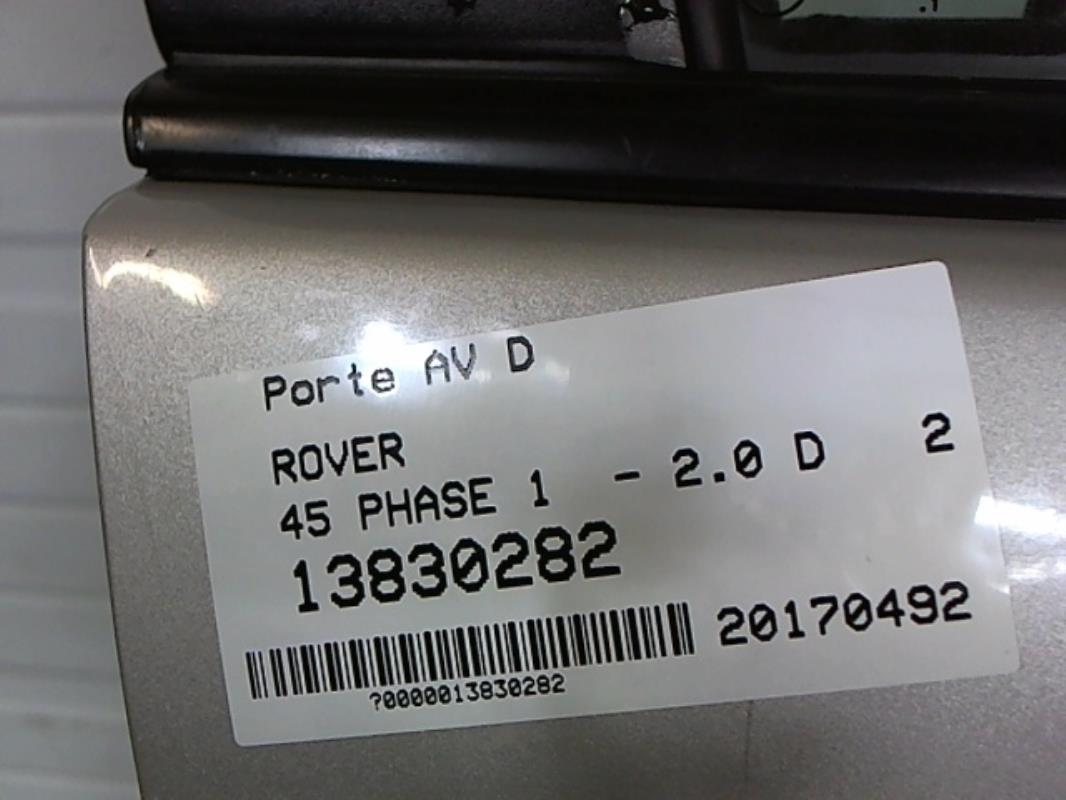 Porte AV D
ROVER
45 PHASE 1 - 2.0 D 2
13830282
20170492
?0000013830282